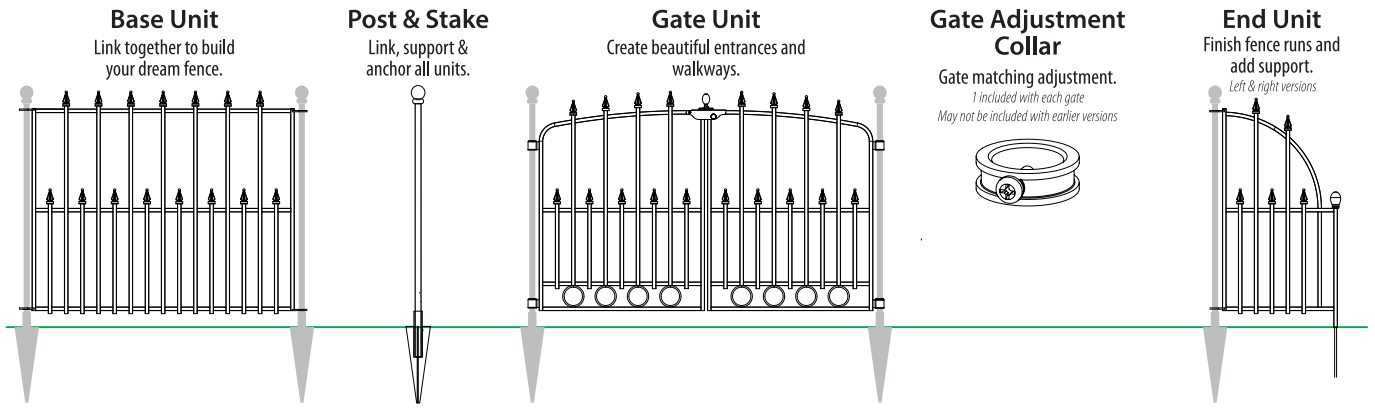 Base Unit
Link together to build
your dream fence.
Post & Stake
Link, support &
anchor all units.
Gate Unit
Create beautiful entrances and
walkways.
Gate Adjustment
Collar
Gate matching adjustment.
1 included with each gate
May not be included with earlier versions
End Unit
Finish fence runs and
add support.
Left & right versions